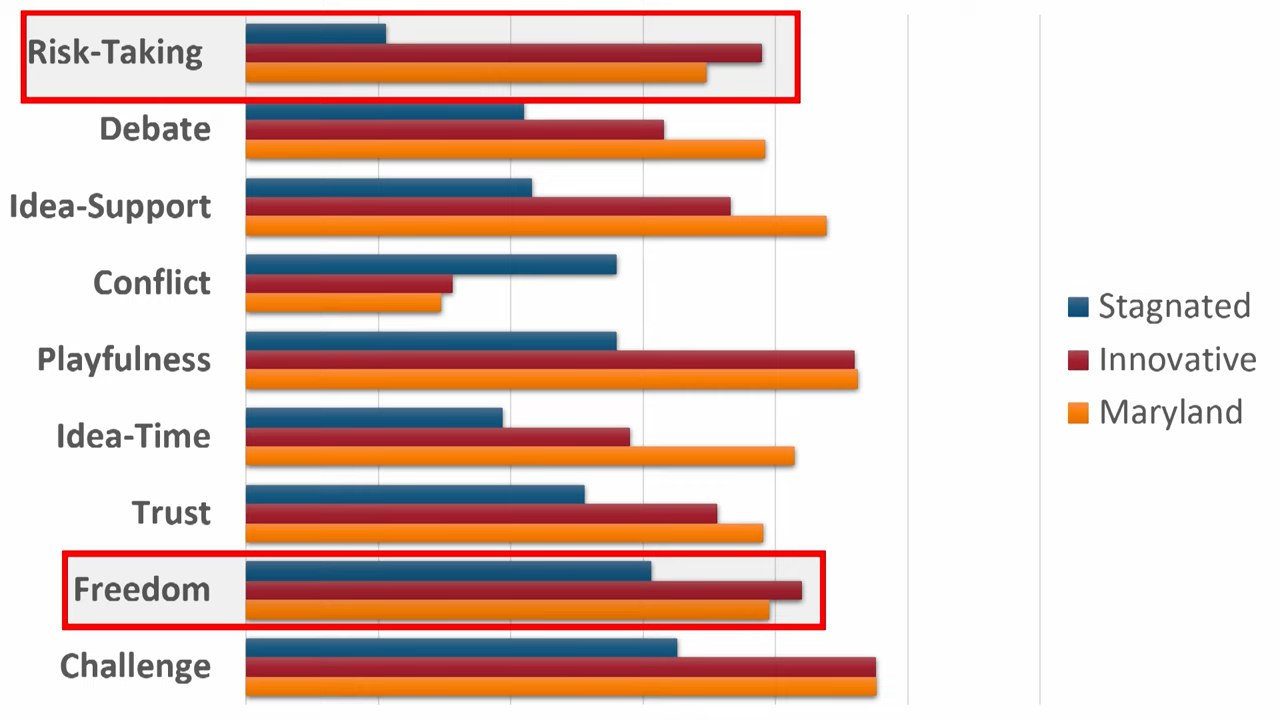 Risk-Taking
Debate
Idea-Support
Conflict
Playfulness
Idea-Time
Trust
Freedom
Challenge
Stagnated
Innovative
Maryland